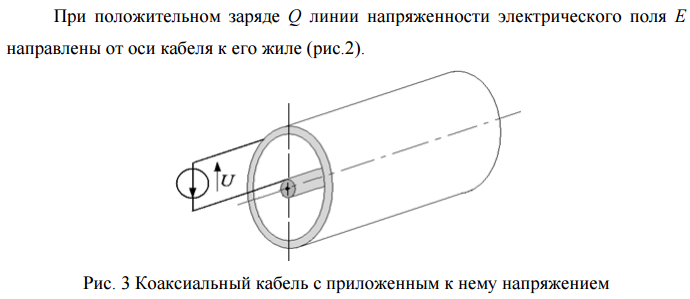 При положительном заряде Q линии напряженности электрического поля E
направлены от оси кабеля к его жиле (рис.2).
U
Рис. 3 Коаксиальный кабель с приложенным к нему напряжением